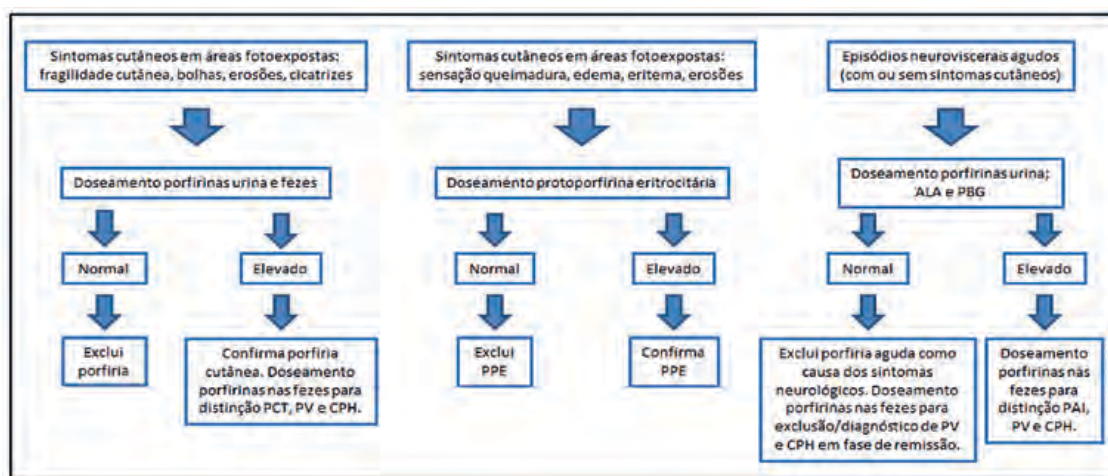 Sintomas cutâneos em áreas fotoexpostas:
fragilidade cutânea, bolhas, erosões, cicatrizes
Doseamento porfirinas urina e fezes
Normal
Elevado
Exclui
porfiria
Confirma porfiria
cutânea. Doseamento
porfirinas nas fezes para
distinção PCT, PV e CPH.
Sintomas cutâneos em áreas fotoexpostas:
sensação queimadura, edema, eritema, erosões
Doseamento protoporfirina eritrocitária
Normal
Elevado
Exclui
PPE
Confirma
PPE
Episódios neuroviscerais agudos
(com ou sem sintomas cutâneos)
Doseamento porfirinas urina;
ALA e PBG
Normal
Elevado
Exclui porfiria aguda como
causa dos sintomas
neurológicos. Doseamento
porfirinas nas fezes para
exclusão/diagnóstico de PV
e CPH em fase de remissão.
Doseamento
porfirinas nas
fezes para
distinção PAI,
PV e CPH.